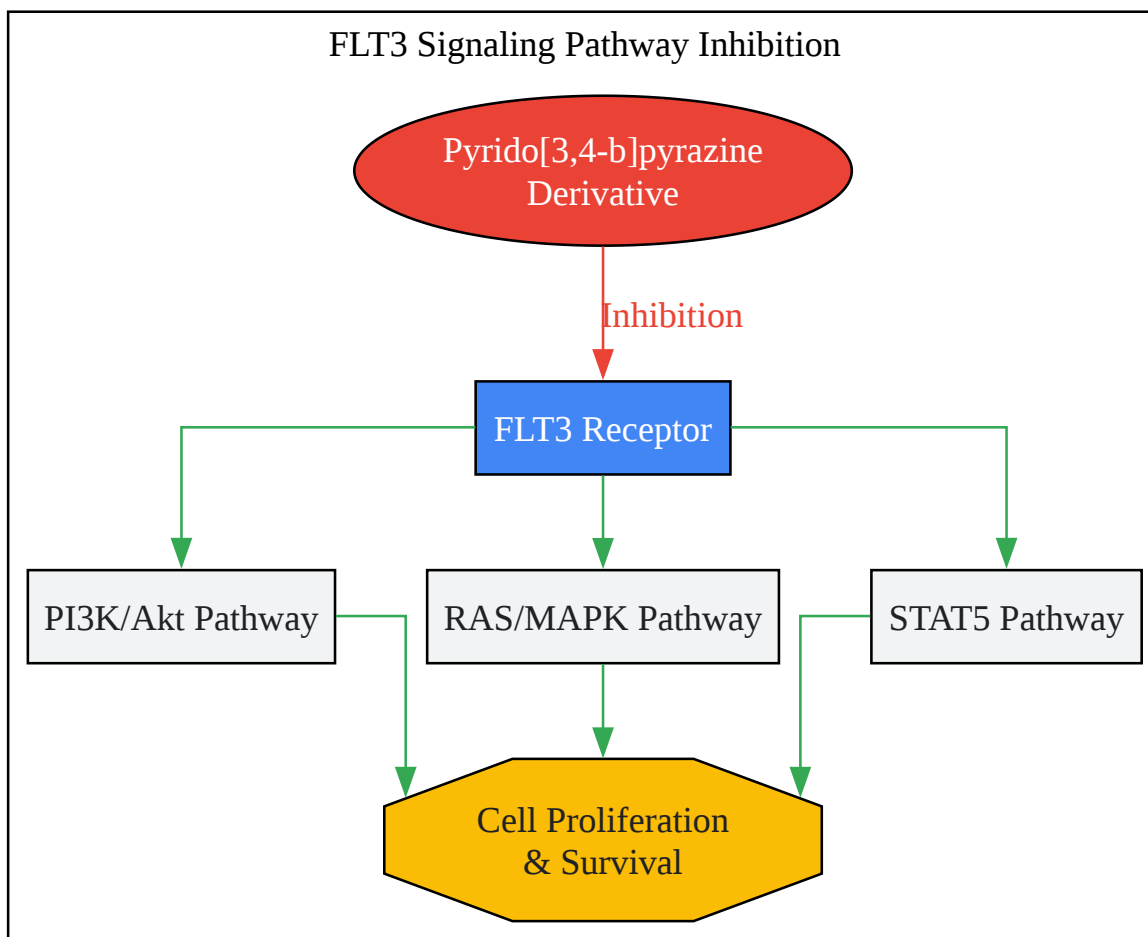 FLT3 Signaling Pathway Inhibition
Pyrido[3,4-b]pyrazine
Derivative
Inhibition
FLT3 Receptor
PI3K/Akt Pathway
RAS/MAPK Pathway
STAT5 Pathway
Cell Proliferation
& Survival